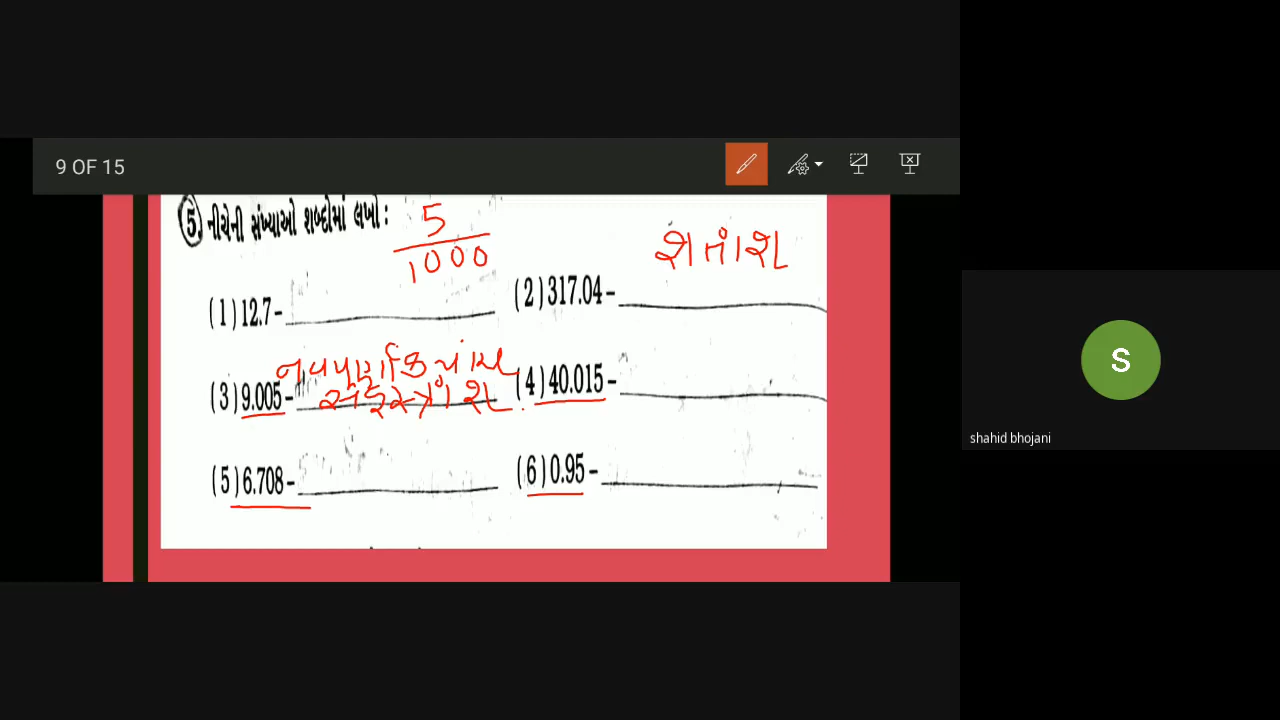 9 OF 15
5. નીચેની સંખ્યાઓ શબ્દોમાં લખો :
5
1000
શતાંશ
(1) 12.7 –
(2) 317.04 –
નવ પૂર્ણાંક પાંચ
(3) 9.005 –
સહસ્ત્રાંશ.
(4) 40.015 –
(5) 6.708 –
(6) 0.95 –
S
shahid bhojani